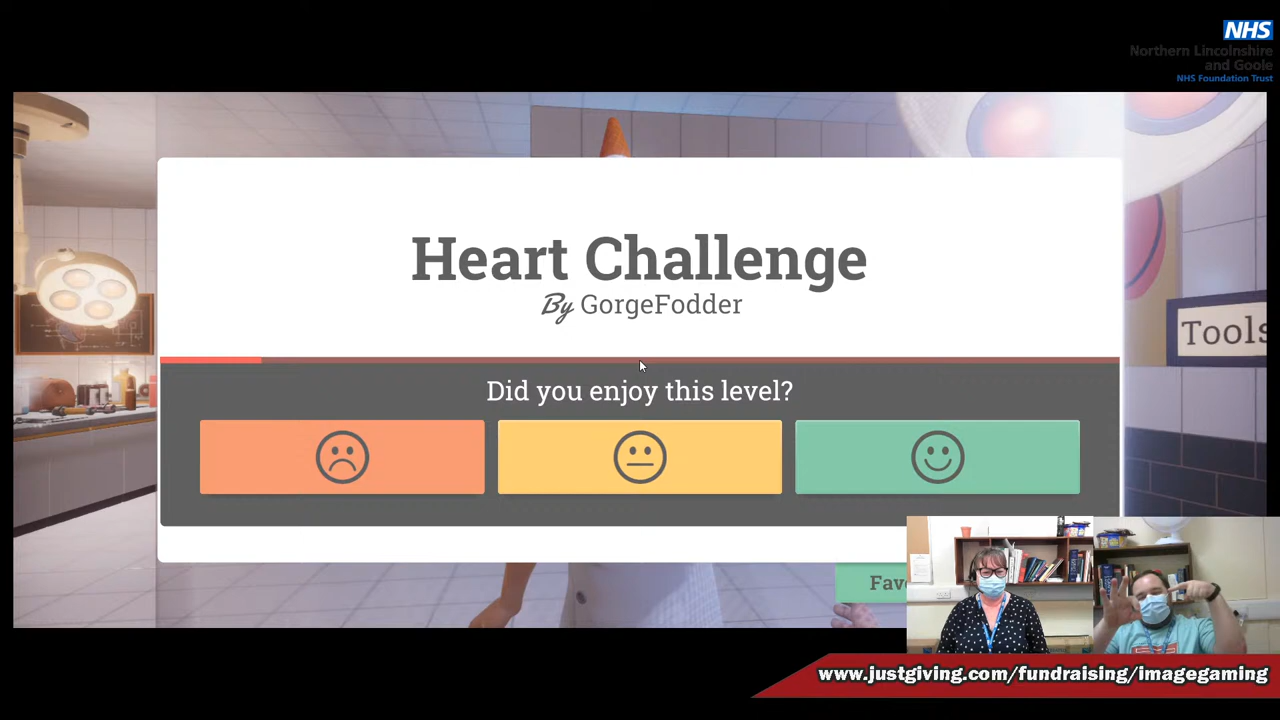 NHS
Northern Lincolnshire
and Goole
NHS Foundation Trust
Tools
Heart Challenge
By GorgeFodder
Did you enjoy this level?
www.justgiving.com/fundraising/imagegaming